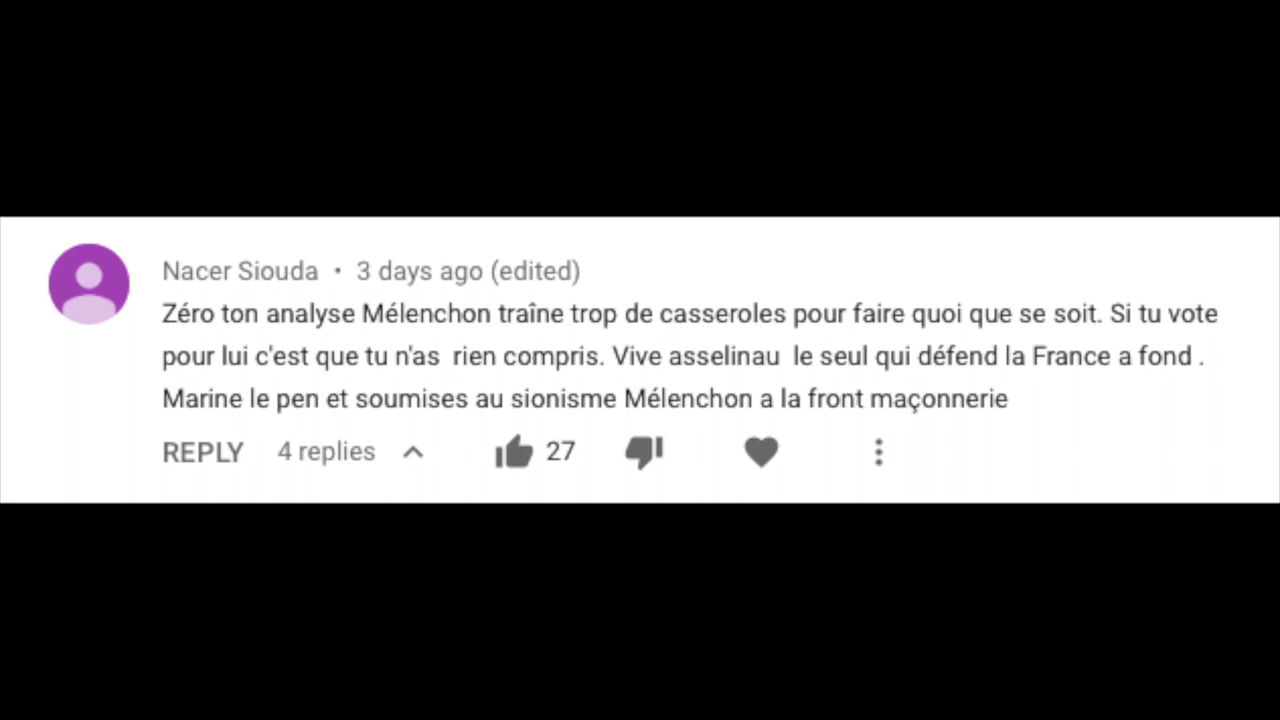 Nacer Siouda • 3 days ago (edited)
Zéro ton analyse Mélenchon traîne trop de casseroles pour faire quoi que se soit. Si tu vote
pour lui c'est que tu n'as  rien compris. Vive asselinau  le seul qui défend la France a fond .
Marine le pen et soumises au sionisme Mélenchon a la front maçonnerie
REPLY 4 replies 27